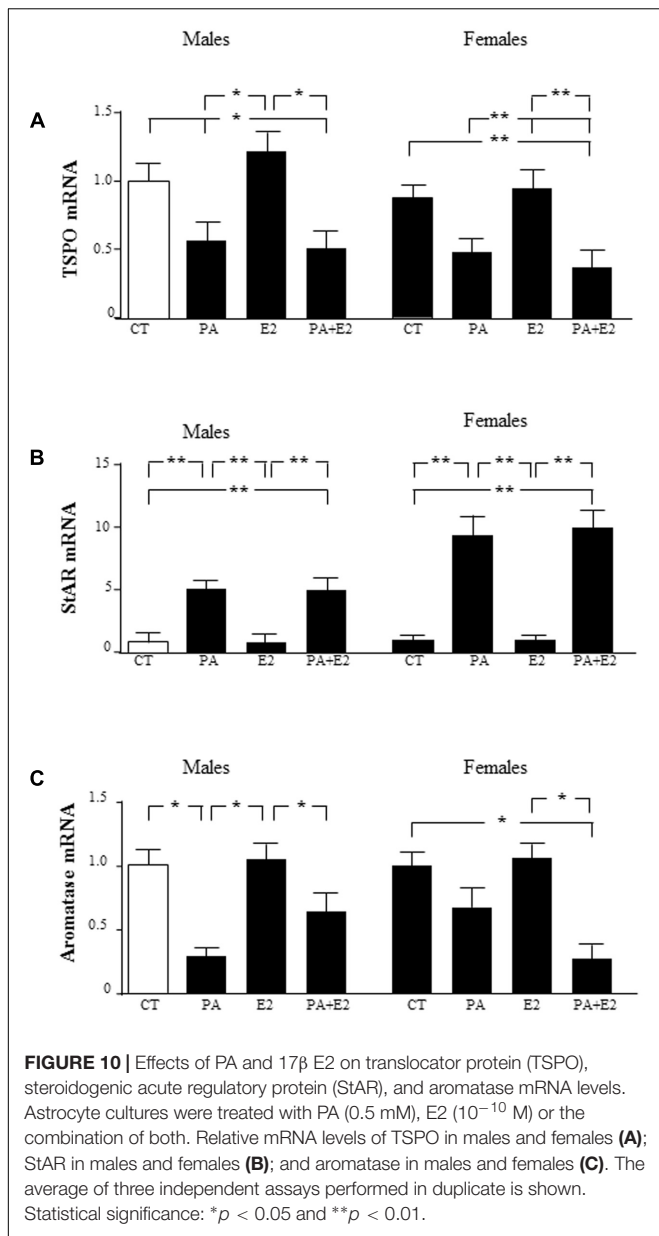 Males Females
A
* * **
* **
**
TSPO mRNA
1.5
1.0
0.5
0
CT PA E2 PA+E2 CT PA E2 PA+E2
Males Females
B
** ** ** ** ** **
** **
StAR mRNA
15
10
5
0
CT PA E2 PA+E2 CT PA E2 PA+E2
Males Females
C
* * * *
*
Aromatase mRNA
1.5
1.0
0.5
0
CT PA E2 PA+E2 CT PA E2 PA+E2
FIGURE 10 | Effects of PA and 17β E2 on translocator protein (TSPO),
steroidogenic acute regulatory protein (StAR), and aromatase mRNA levels.
Astrocyte cultures were treated with PA (0.5 mM), E2 (10⁻¹⁰ M) or the
combination of both. Relative mRNA levels of TSPO in males and females (A);
StAR in males and females (B); and aromatase in males and females (C). The
average of three independent assays performed in duplicate is shown.
Statistical significance: *p < 0.05 and **p < 0.01.